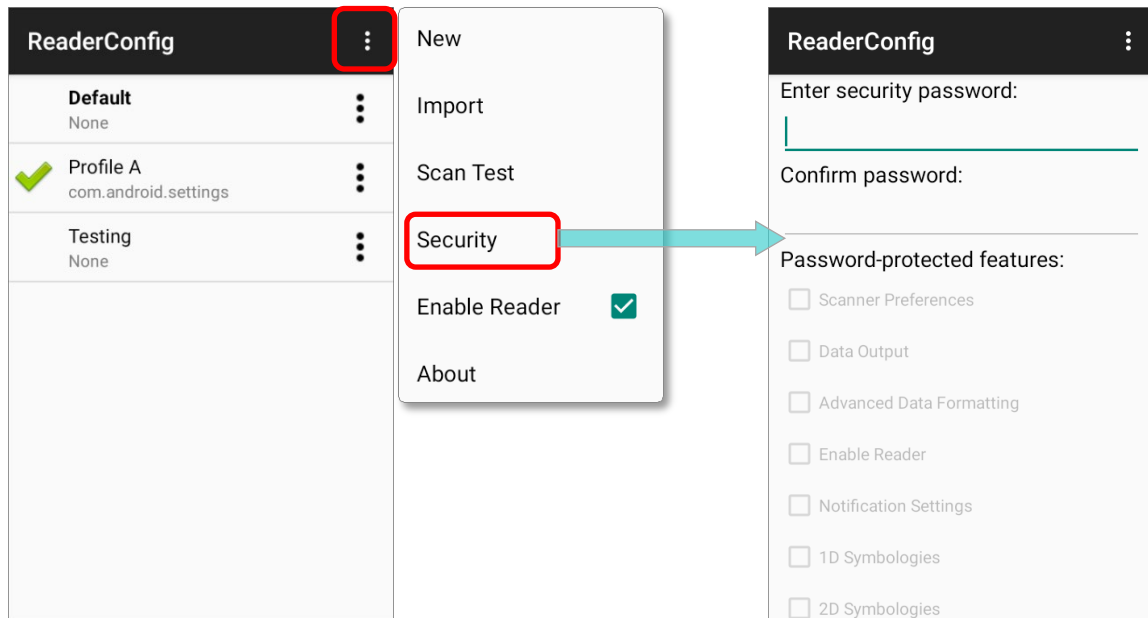 ReaderConfig
Default
None
Profile A
com.android.settings
Testing
None
New
Import
Scan Test
Security
Enable Reader
About
ReaderConfig
Enter security password:
Confirm password:
Password-protected features:
Scanner Preferences
Data Output
Advanced Data Formatting
Enable Reader
Notification Settings
1D Symbologies
2D Symbologies